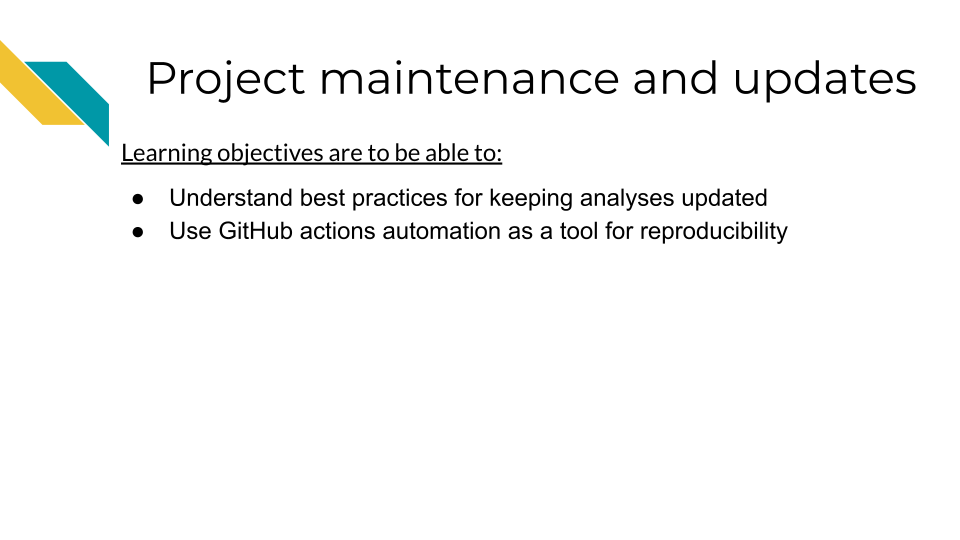 Project maintenance and updates
Learning objectives are to be able to:
● Understand best practices for keeping analyses updated
● Use GitHub actions automation as a tool for reproducibility